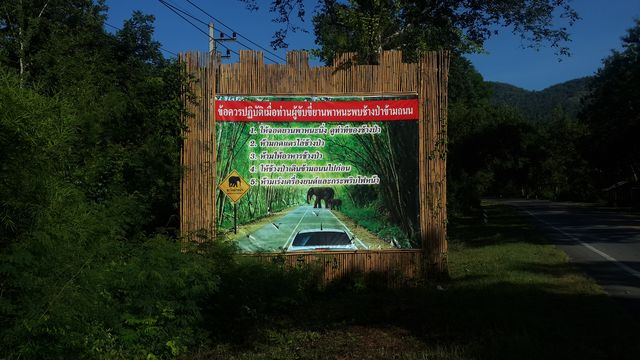 ข้อควรปฏิบัติเมื่อท่านผู้ขับขี่ยานพาหนะพบช้างป่าข้ามถนน
1. ให้จอดยานพาหนะนิ่ง ดูท่าทีของช้างป่า
2. ห้ามกดแตรไล่ช้างป่า
3. ห้ามให้อาหารช้างป่า
4. ให้ช้างป่าเดินข้ามถนนไปก่อน
5. ห้ามเร่งเครื่องยนต์และกระพริบไฟหน้า